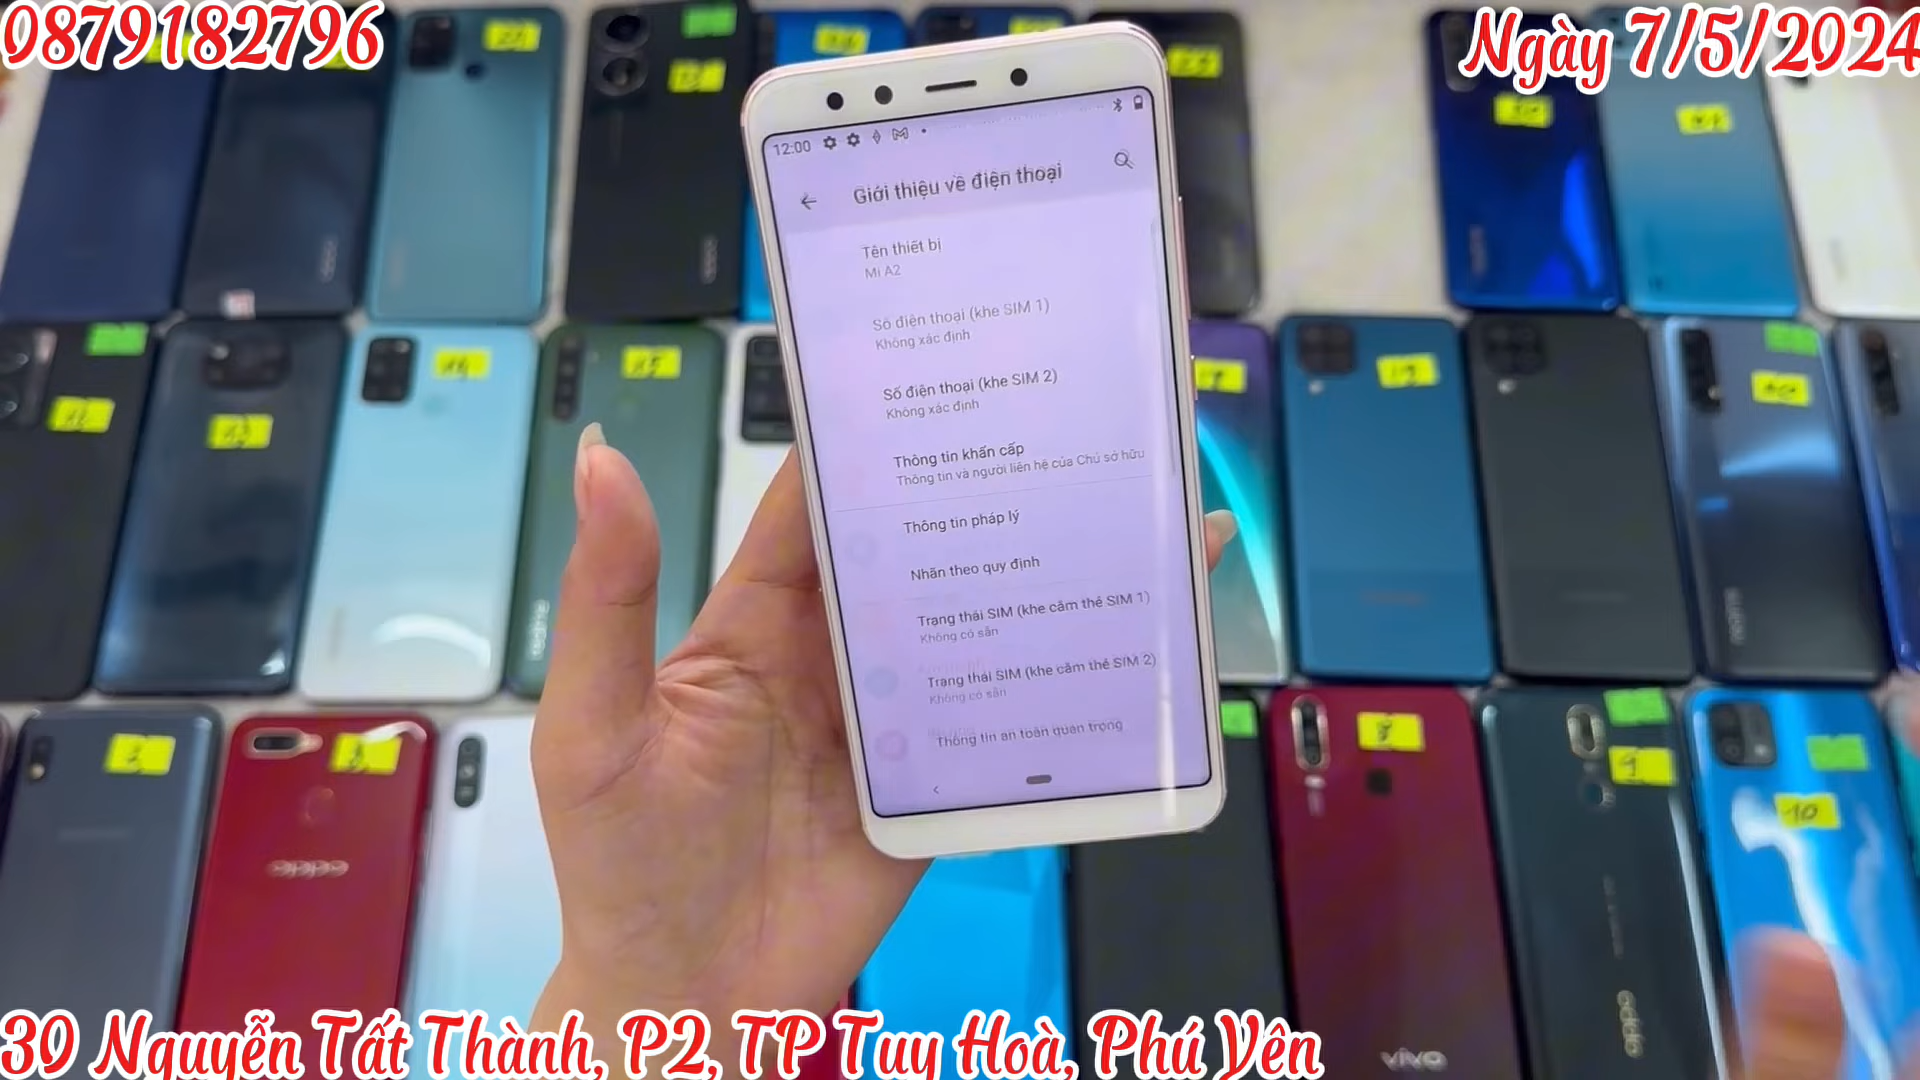 0879182796
Ngày 7/5/2024
12:00
Giới thiệu về điện thoại
Tên thiết bị
Mi A2
Số điện thoại (khe SIM 1)
Không xác định
Số điện thoại (khe SIM 2)
Không xác định
Thông tin khẩn cấp
Thông tin và người liên hệ của Chủ sở hữu
Thông tin pháp lý
Nhãn theo quy định
Trạng thái SIM (khe cắm thẻ SIM 1)
Không có sẵn
Trạng thái SIM (khe cắm thẻ SIM 2)
Không có sẵn
Thông tin an toàn quan trọng
15
19
8
9
10
oppo
vivo
30 Nguyễn Tất Thành, P2, TP Tuy Hoà, Phú Yên